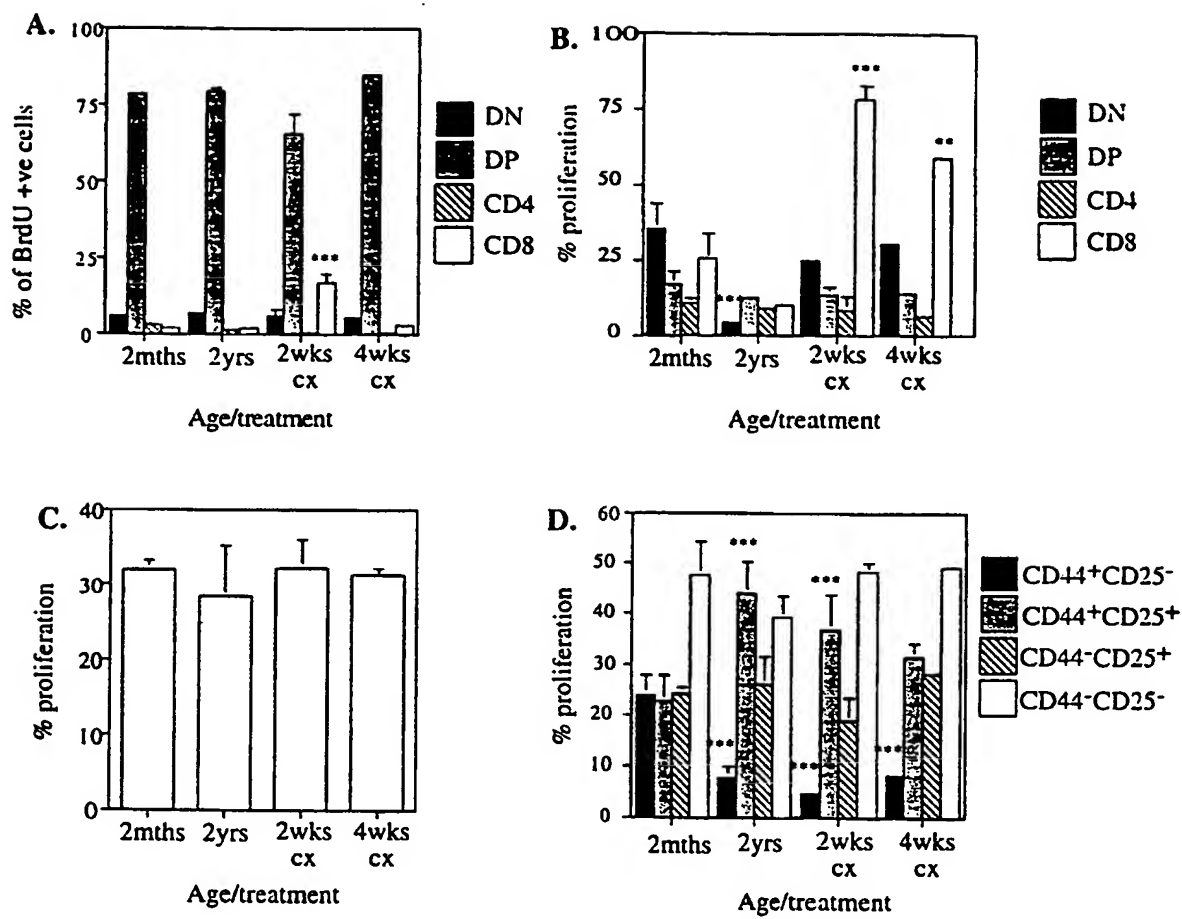 A.
100
75
50
25
0
% of BrdU +ve cells
***
2mths 2yrs 2wks cx 4wks cx
Age/treatment
DN
DP
CD4
CD8
B.
100
75
50
25
0
% proliferation
***
***
**
2mths 2yrs 2wks cx 4wks cx
Age/treatment
DN
DP
CD4
CD8
C.
40
30
20
10
0
% proliferation
2mths 2yrs 2wks cx 4wks cx
Age/treatment
D.
60
50
40
30
20
10
0
% proliferation
***
***
***
***
***
2mths 2yrs 2wks cx 4wks cx
Age/treatment
CD44+CD25-
CD44+CD25+
CD44-CD25+
CD44-CD25-